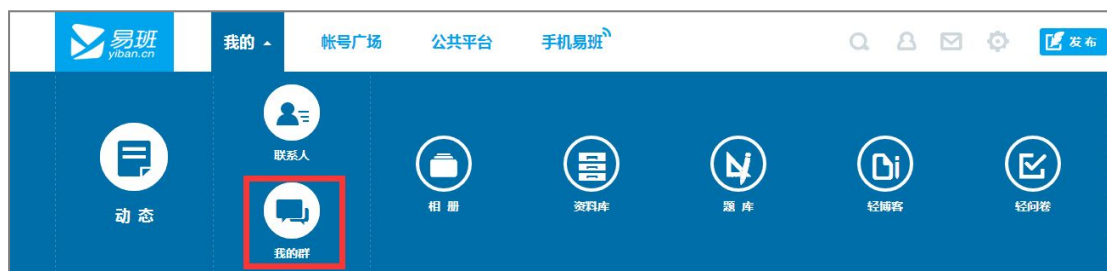 易班
yiban.cn
我的
帐号广场
公共平台
手机易班
发布
动态
联系人
我的群
相册
资料库
题库
轻博客
轻问卷